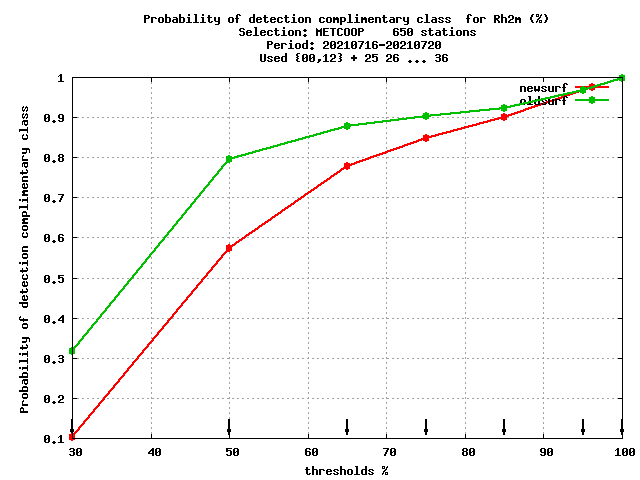 Probability of detection complimentary class  for Rh2m (%)
Selection: METCOOP    650 stations
Period: 20210716-20210720
Used {00,12} + 25 26 ... 36
Probability of detection complimentary class
1
0.9
0.8
0.7
0.6
0.5
0.4
0.3
0.2
0.1
newsurf
oldsurf
30 40 50 60 70 80 90 100
thresholds %